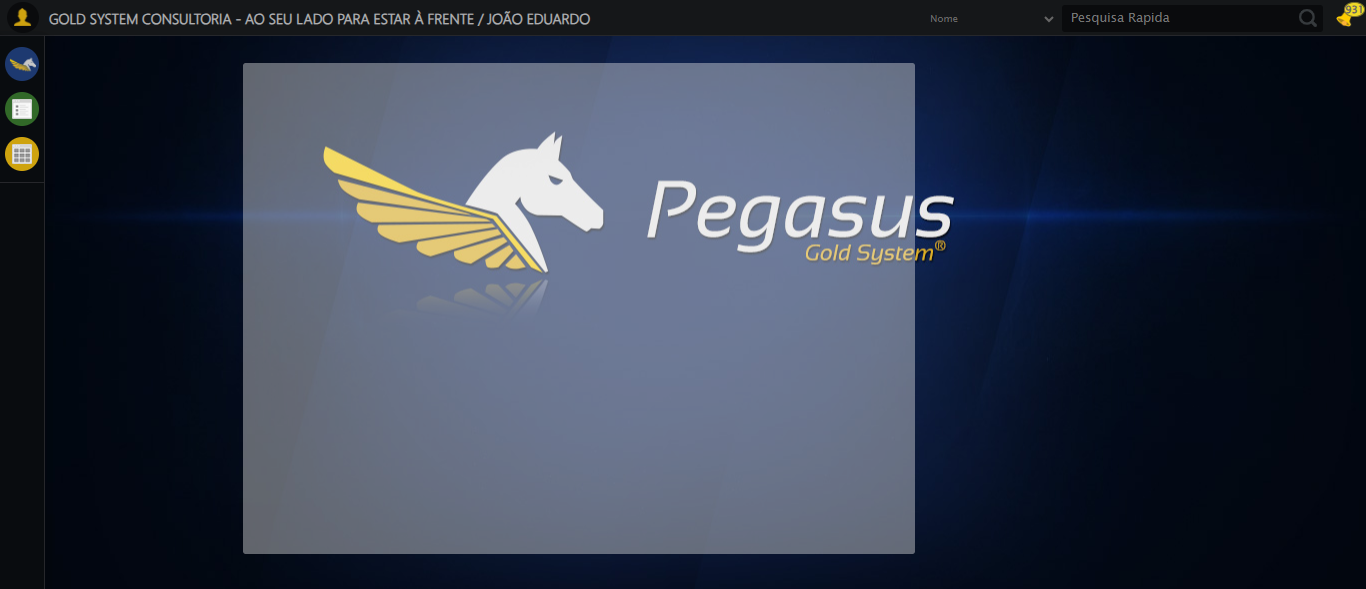 GOLD SYSTEM CONSULTORIA - AO SEU LADO PARA ESTAR À FRENTE / JOÃO EDUARDO
Nome
Pesquisa Rapida
931
Pegasus
Gold System®